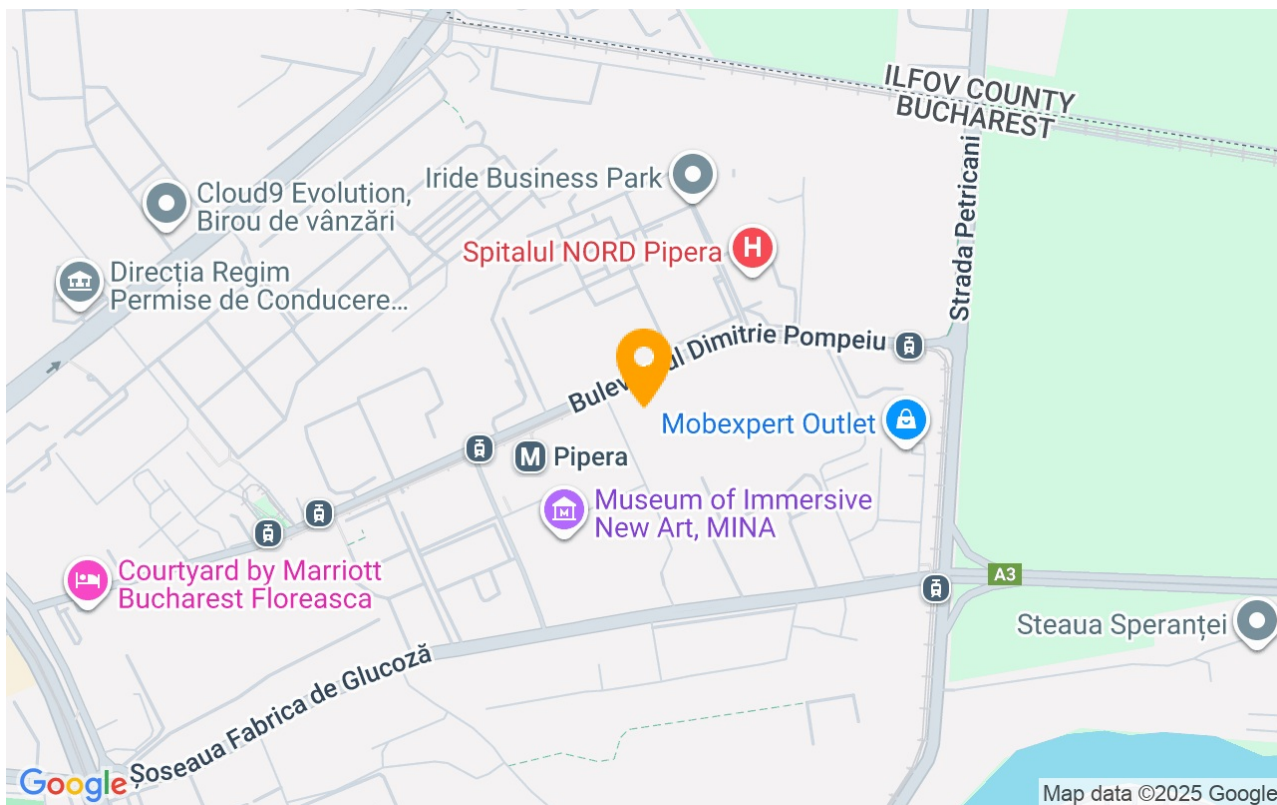 ILFOV COUNTY
BUCHAREST
Iride Business Park
Cloud9 Evolution,
Birou de vânzări
Spitalul NORD Pipera
H
Strada Petricani
Direcția Regim
Permise de Conducere...
Bulevardul Dimitrie Pompeiu
Mobexpert Outlet
M Pipera
Museum of Immersive
New Art, MINA
M
Courtyard by Marriott
Bucharest Floreasca
A3
Steaua Speranței
Șoseaua Fabrica de Glucoză
Google
Map data ©2025 Google